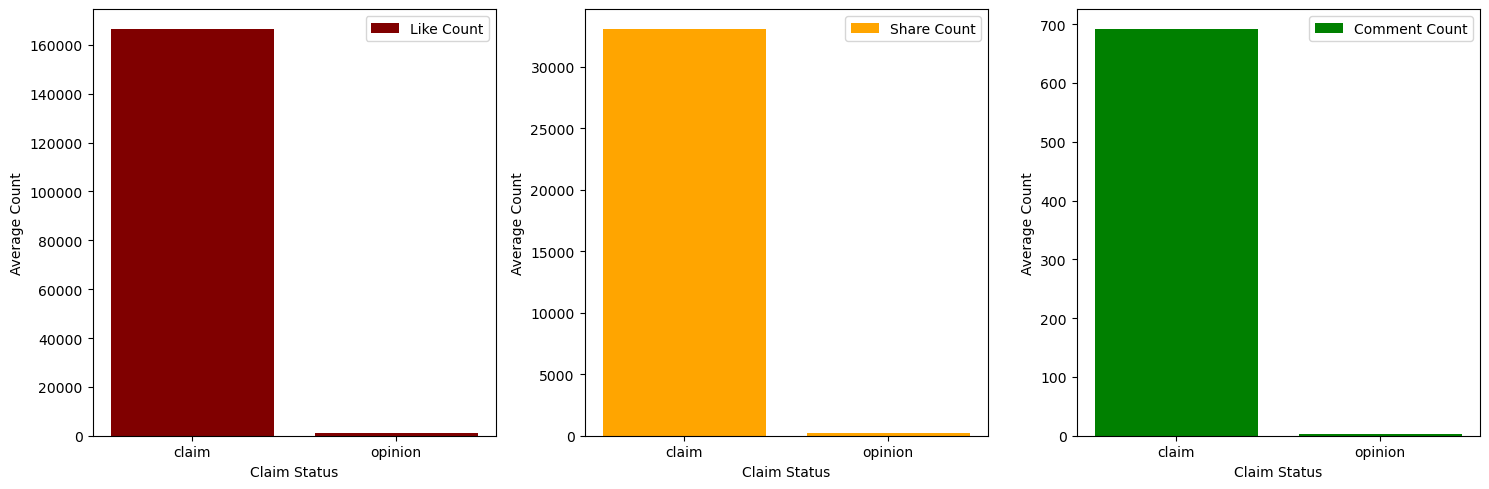 Like Count
160000
140000
120000
100000
80000
60000
40000
20000
0
Average Count
claim
opinion
Claim Status
Share Count
30000
25000
20000
15000
10000
5000
0
Average Count
claim
opinion
Claim Status
Comment Count
700
600
500
400
300
200
100
0
Average Count
claim
opinion
Claim Status